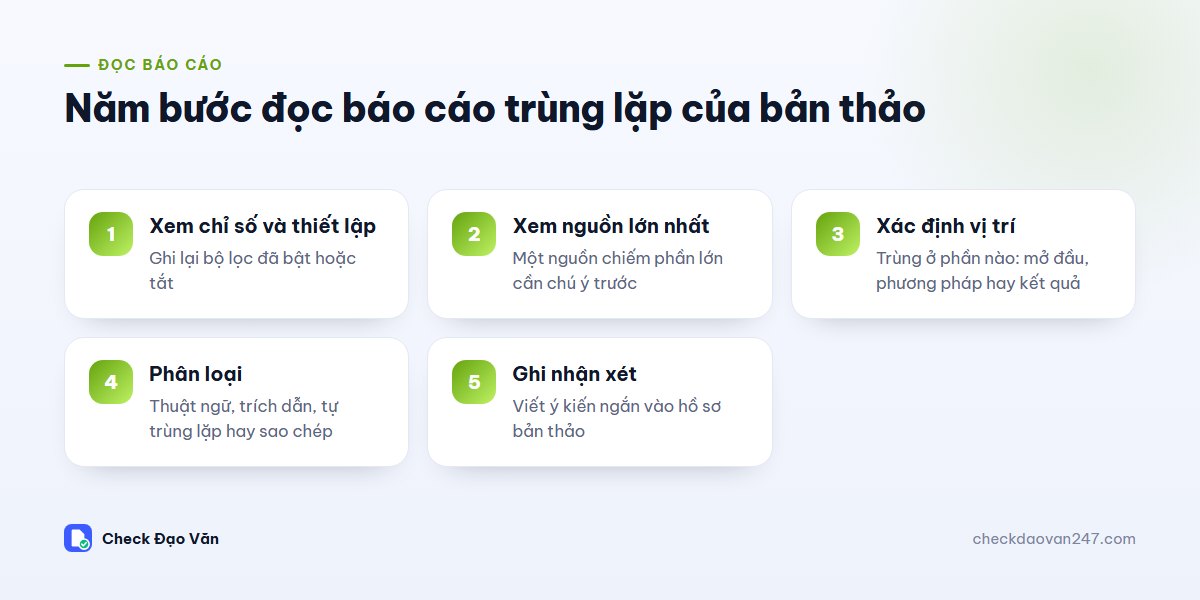 ĐỌC BÁO CÁO
Năm bước đọc báo cáo trùng lặp của bản thảo
1
Xem chỉ số và thiết lập
Ghi lại bộ lọc đã bật hoặc
tắt
2
Xem nguồn lớn nhất
Một nguồn chiếm phần lớn
cần chú ý trước
3
Xác định vị trí
Trùng ở phần nào: mở đầu,
phương pháp hay kết quả
4
Phân loại
Thuật ngữ, trích dẫn, tự
trùng lặp hay sao chép
5
Ghi nhận xét
Viết ý kiến ngắn vào hồ sơ
bản thảo
Check Đạo Văn
checkdaovan247.com